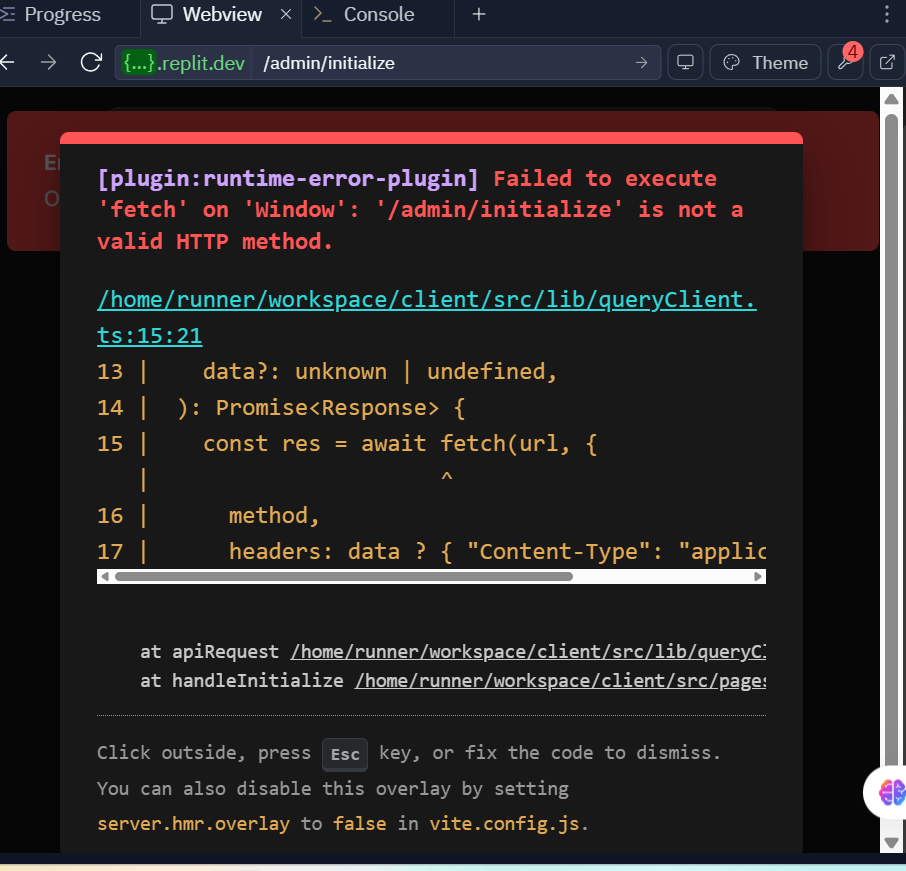 Progress
Webview
Console
{...}.replit.dev /admin/initialize
Theme
4
[plugin:runtime-error-plugin] Failed to execute
'fetch' on 'Window': '/admin/initialize' is not a
valid HTTP method.
/home/runner/workspace/client/src/lib/queryClient.
ts:15:21
13 | data?: unknown | undefined,
14 | ): Promise<Response> {
15 | const res = await fetch(url, {
| ^
16 | method,
17 | headers: data ? { "Content-Type": "applic
at apiRequest /home/runner/workspace/client/src/lib/queryCl
at handleInitialize /home/runner/workspace/client/src/pages
Click outside, press Esc key, or fix the code to dismiss.
You can also disable this overlay by setting
server.hmr.overlay to false in vite.config.js.